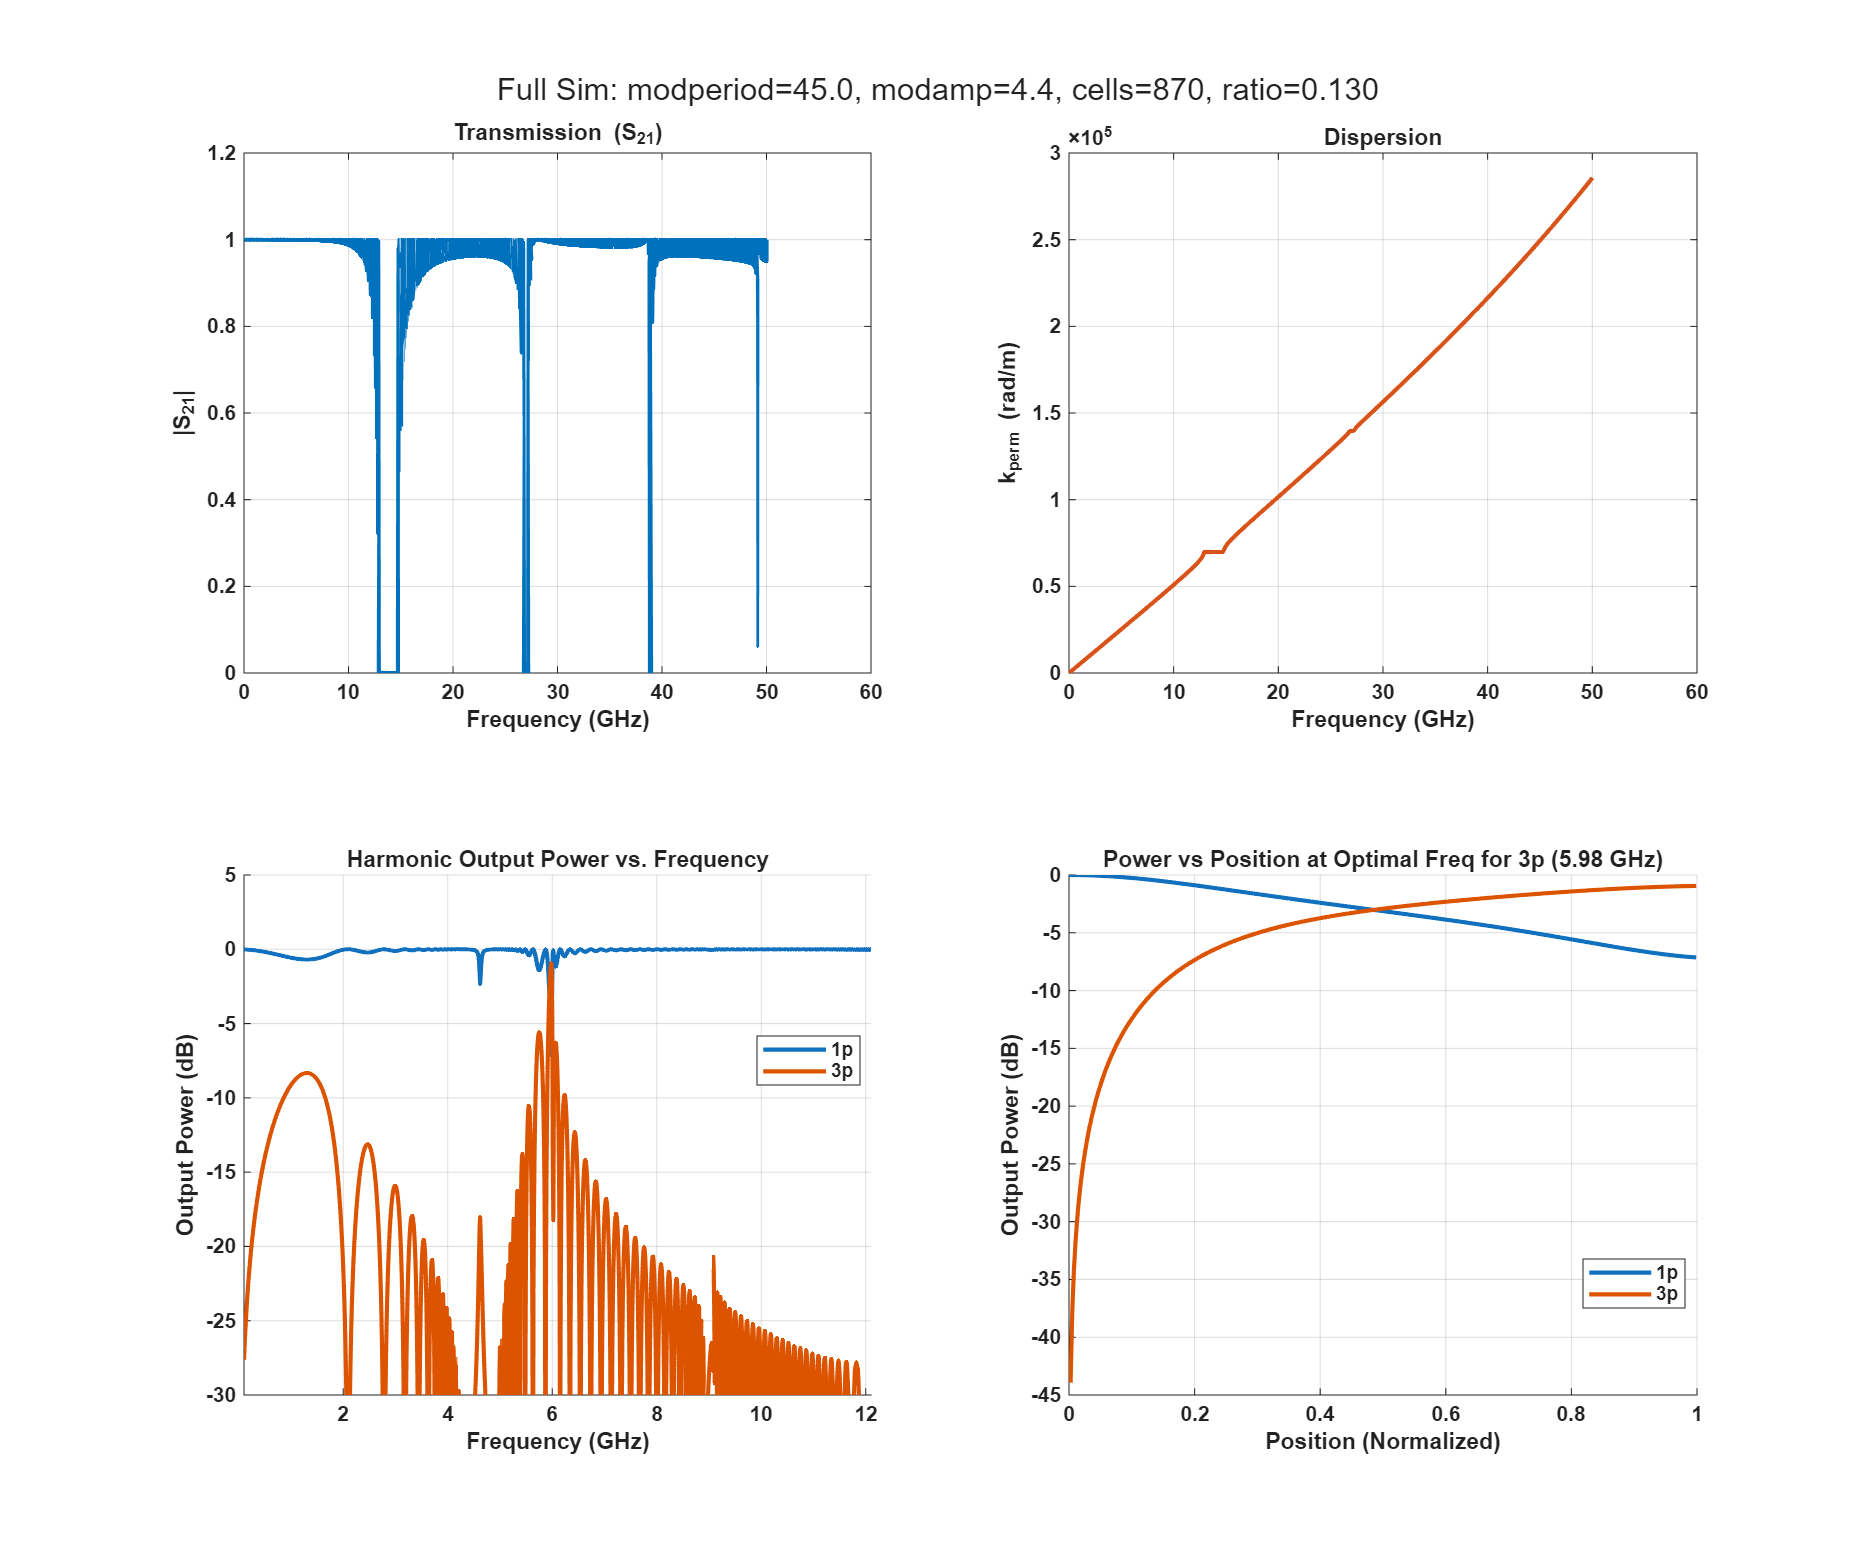 Full Sim: modperiod=45.0, modamp=4.4, cells=870, ratio=0.130
Transmission (S21)
1.2
1
0.8
0.6
0.4
0.2
0
|S21|
0 10 20 30 40 50 60
Frequency (GHz)
×10^5
Dispersion
3
2.5
2
1.5
1
0.5
0
kperm (rad/m)
0 10 20 30 40 50 60
Frequency (GHz)
Harmonic Output Power vs. Frequency
5
0
-5
-10
-15
-20
-25
-30
Output Power (dB)
1p
3p
2 4 6 8 10 12
Frequency (GHz)
Power vs Position at Optimal Freq for 3p (5.98 GHz)
0
-5
-10
-15
-20
-25
-30
-35
-40
-45
Output Power (dB)
1p
3p
0 0.2 0.4 0.6 0.8 1
Position (Normalized)